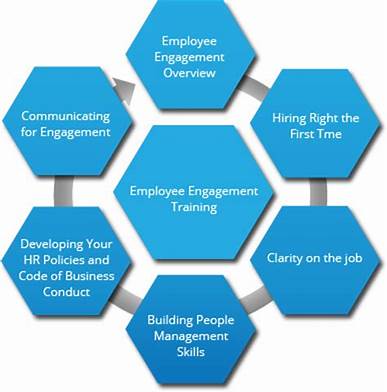 Employee
Engagement
Overview
Hiring Right the
First Tme
Clarity on the job
Building People
Management
Skills
Developing Your
HR Policies and
Code of Business
Conduct
Communicating
for Engagement
Employee Engagement
Training